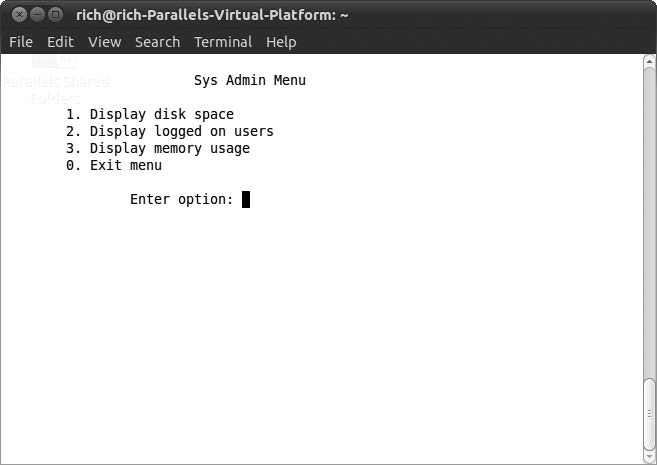 rich@rich-Parallels-Virtual-Platform: ~
File Edit View Search Terminal Help
Parallels Shared
Folders
Sys Admin Menu
1. Display disk space
2. Display logged on users
3. Display memory usage
0. Exit menu
Enter option: